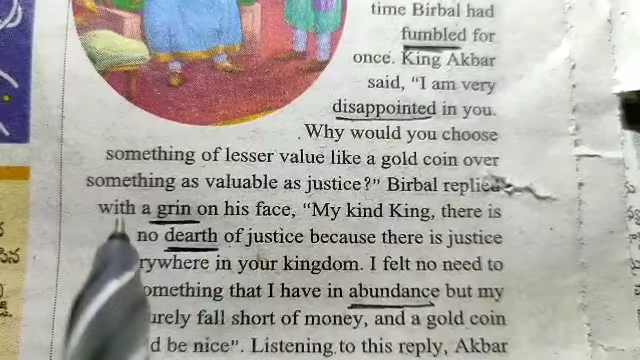 time Birbal had
fumbled for
once. King Akbar
said, "I am very
disappointed in you.
Why would you choose
something of lesser value like a gold coin over
something as valuable as justice?" Birbal replied
with a grin on his face, "My kind King, there is
no dearth of justice because there is justice
rywhere in your kingdom. I felt no need to
omething that I have in abundance but my
urely fall short of money, and a gold coin
d be nice". Listening to this reply, Akbar